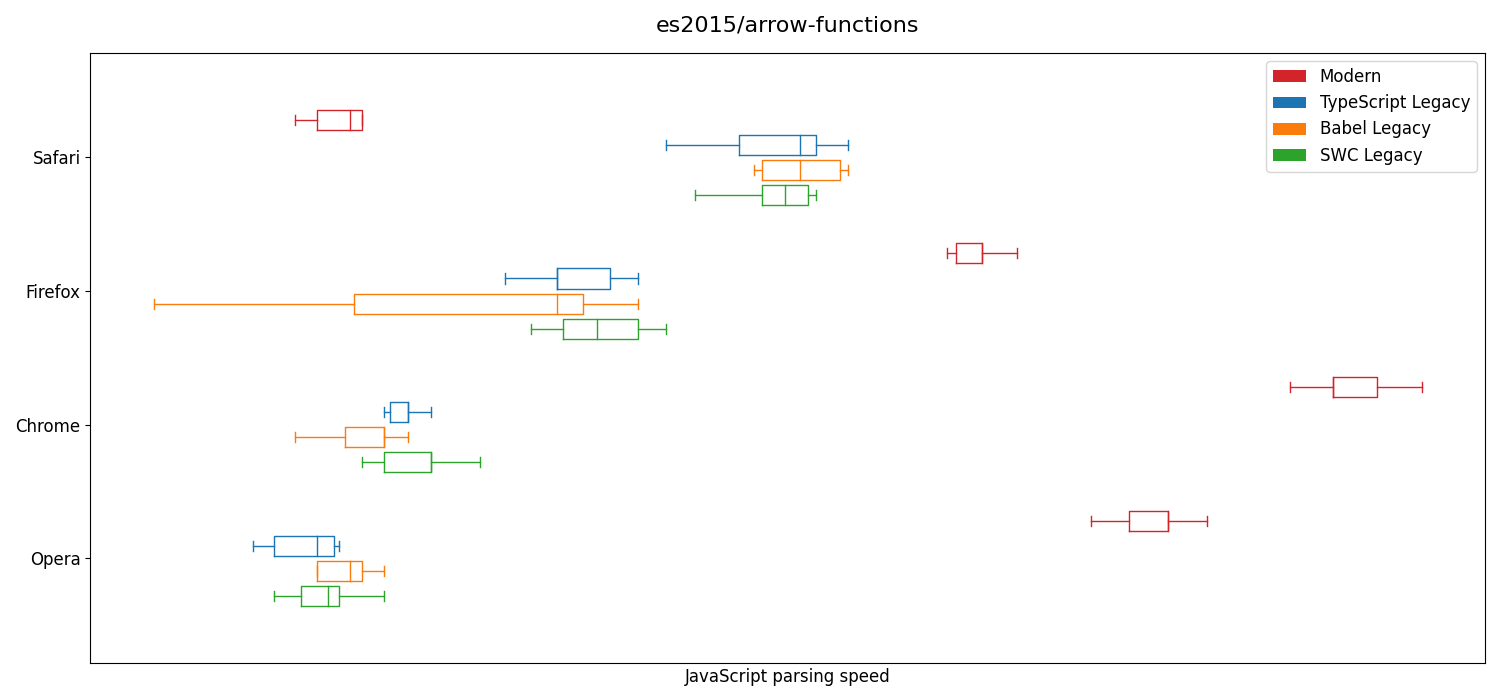 es2015/arrow-functions
Modern
TypeScript Legacy
Babel Legacy
SWC Legacy
Safari
Firefox
Chrome
Opera
JavaScript parsing speed